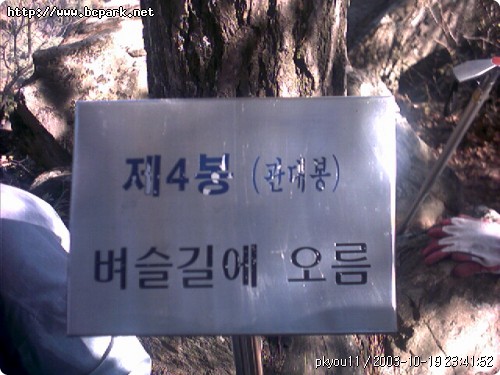 http://www.bcpark.net
제4봉 (관대봉)
벼슬길에 오름
pkyou11 / 2003-10-19 23:41:52